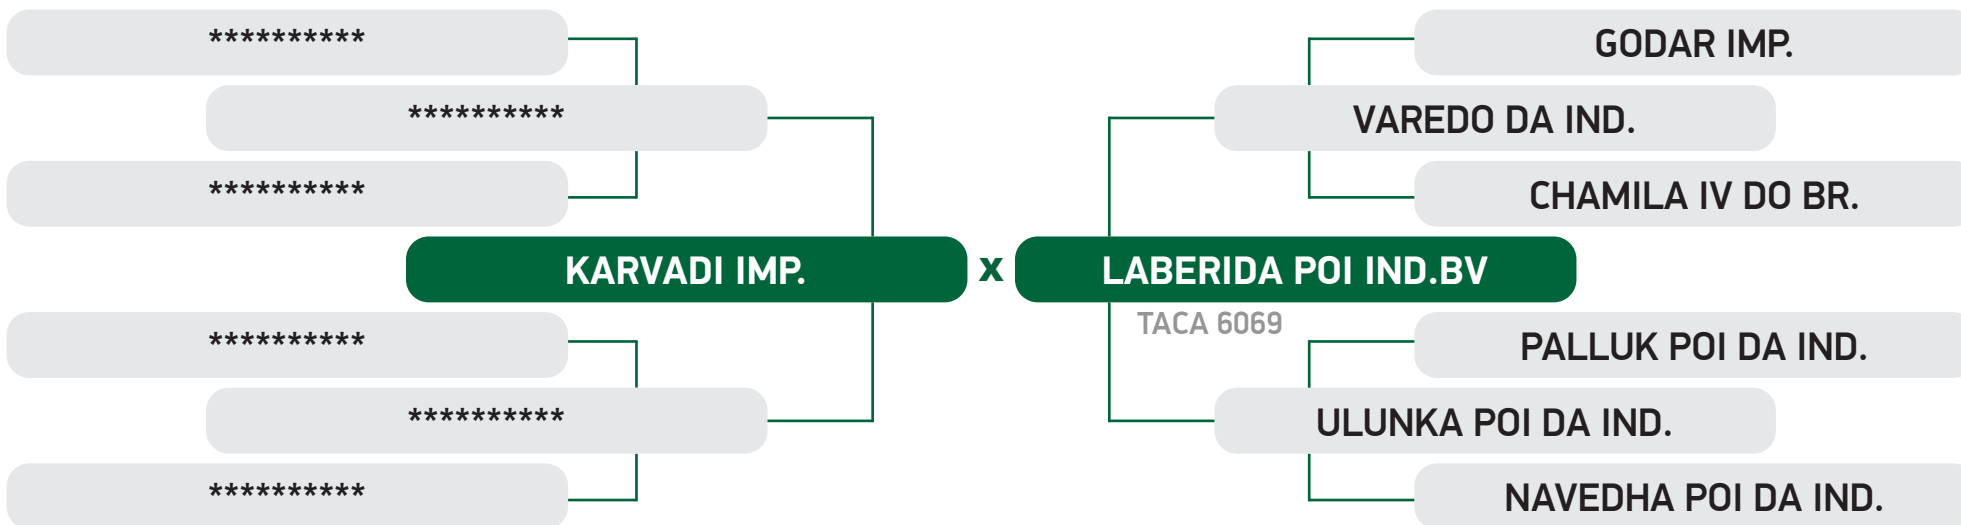 ********** GODAR IMP.
********** VAREDO DA IND.
********** CHAMILA IV DO BR.
KARVADI IMP. X LABERIDA POI IND.BV
TACA 6069
********** PALLUK POI DA IND.
********** ULUNKA POI DA IND.
********** NAVEDHA POI DA IND.